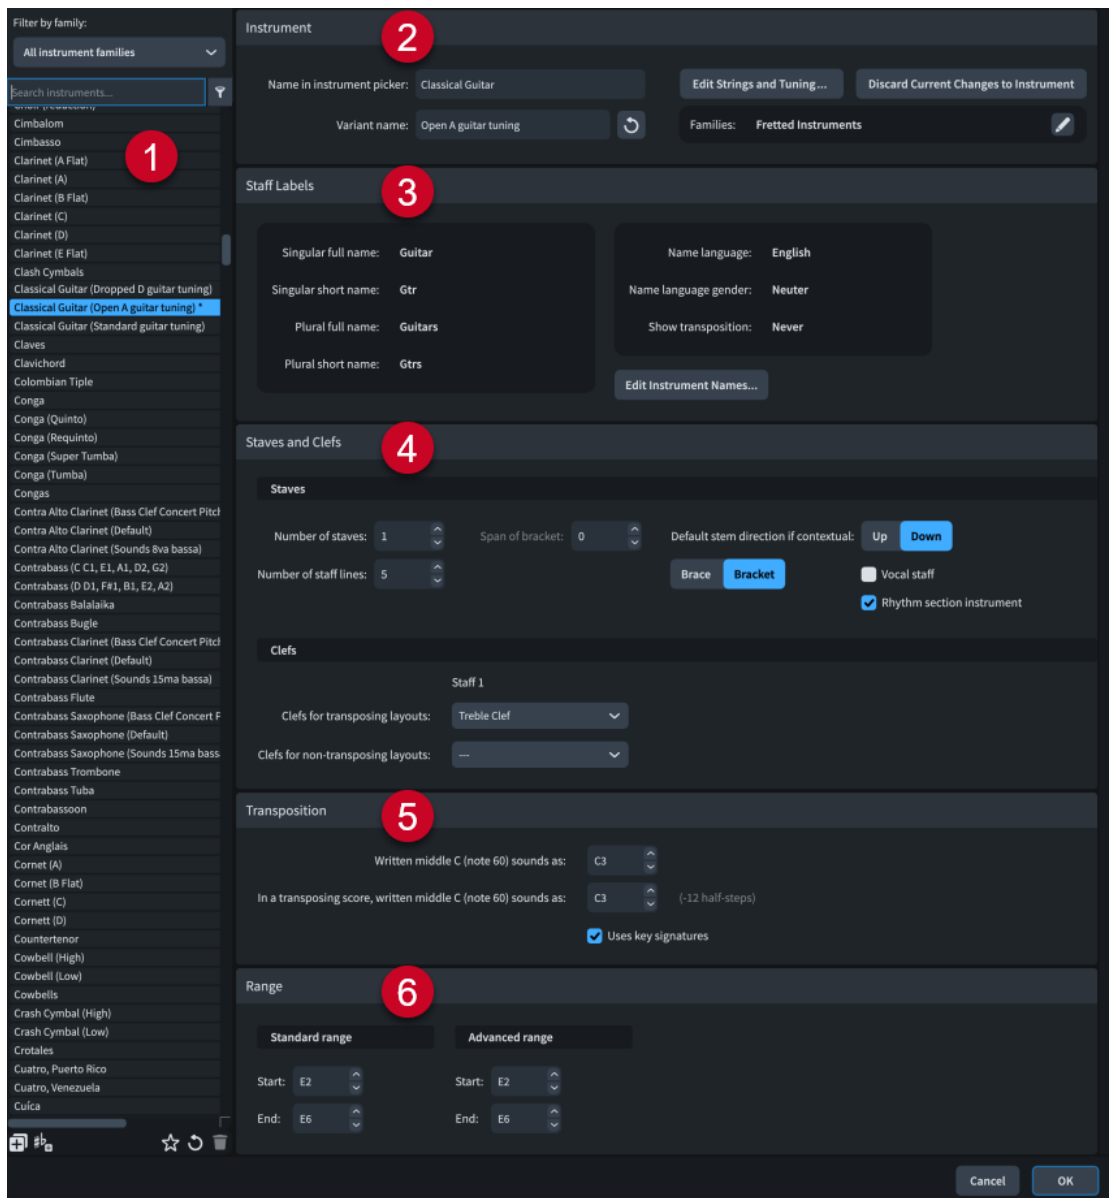 Filter by family:
All instrument families
Search instruments...
Choir (reduction)
Cimbalom
Cimbasso
Clarinet (A Flat)
Clarinet (A)
Clarinet (B Flat)
Clarinet (C)
Clarinet (D)
Clarinet (E Flat)
Clash Cymbals
Classical Guitar (Dropped D guitar tuning)
Classical Guitar (Open A guitar tuning) *
Classical Guitar (Standard guitar tuning)
Claves
Clavichord
Colombian Tiple
Conga
Conga (Quinto)
Conga (Requinto)
Conga (Super Tumba)
Conga (Tumba)
Congas
Contra Alto Clarinet (Bass Clef Concert Pitch
Contra Alto Clarinet (Default)
Contra Alto Clarinet (Sounds 8va bassa)
Contrabass (C C1, E1, A1, D2, G2)
Contrabass (D D1, F#1, B1, E2, A2)
Contrabass Balalaika
Contrabass Bugle
Contrabass Clarinet (Bass Clef Concert Pitch
Contrabass Clarinet (Default)
Contrabass Clarinet (Sounds 15ma bassa)
Contrabass Flute
Contrabass Saxophone (Bass Clef Concert P
Contrabass Saxophone (Default)
Contrabass Saxophone (Sounds 15ma bass
Contrabass Trombone
Contrabass Tuba
Contrabassoon
Contralto
Cor Anglais
Cornet (A)
Cornet (B Flat)
Cornett (C)
Cornett (D)
Countertenor
Cowbell (High)
Cowbell (Low)
Cowbells
Crash Cymbal (High)
Crash Cymbal (Low)
Crotales
Cuatro, Puerto Rico
Cuatro, Venezuela
Cuíca
1
Instrument
2
Name in instrument picker: Classical Guitar
Edit Strings and Tuning...
Discard Current Changes to Instrument
Variant name: Open A guitar tuning
Families: Fretted Instruments
Staff Labels
3
Singular full name: Guitar
Singular short name: Gtr
Plural full name: Guitars
Plural short name: Gtrs
Name language: English
Name language gender: Neuter
Show transposition: Never
Edit Instrument Names...
Staves and Clefs
4
Staves
Number of staves: 1
Span of bracket: 0
Default stem direction if contextual: Up Down
Number of staff lines: 5
Brace Bracket
Vocal staff
Rhythm section instrument
Clefs
Staff 1
Clefs for transposing layouts: Treble Clef
Clefs for non-transposing layouts: ---
Transposition
5
Written middle C (note 60) sounds as: C3
In a transposing score, written middle C (note 60) sounds as: C3 (-12 half-steps)
Uses key signatures
Range
6
Standard range
Advanced range
Start: E2
Start: E2
End: E6
End: E6
Cancel
OK